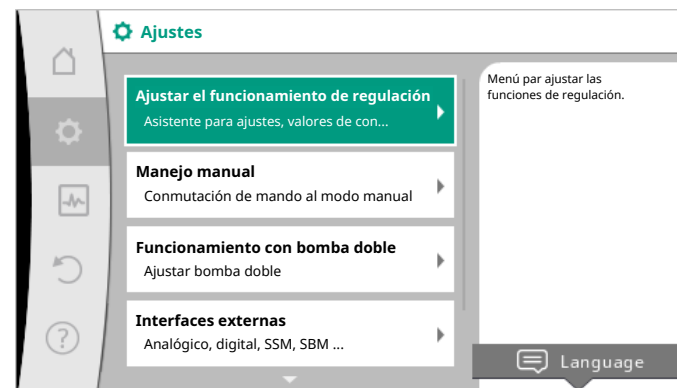 Ajustes
Ajustar el funcionamiento de regulación
Asistente para ajustes, valores de con...
Manejo manual
Conmutación de mando al modo manual
Funcionamiento con bomba doble
Ajustar bomba doble
Interfaces externas
Analógico, digital, SSM, SBM ...
Menú par ajustar las
funciones de regulación.
Language